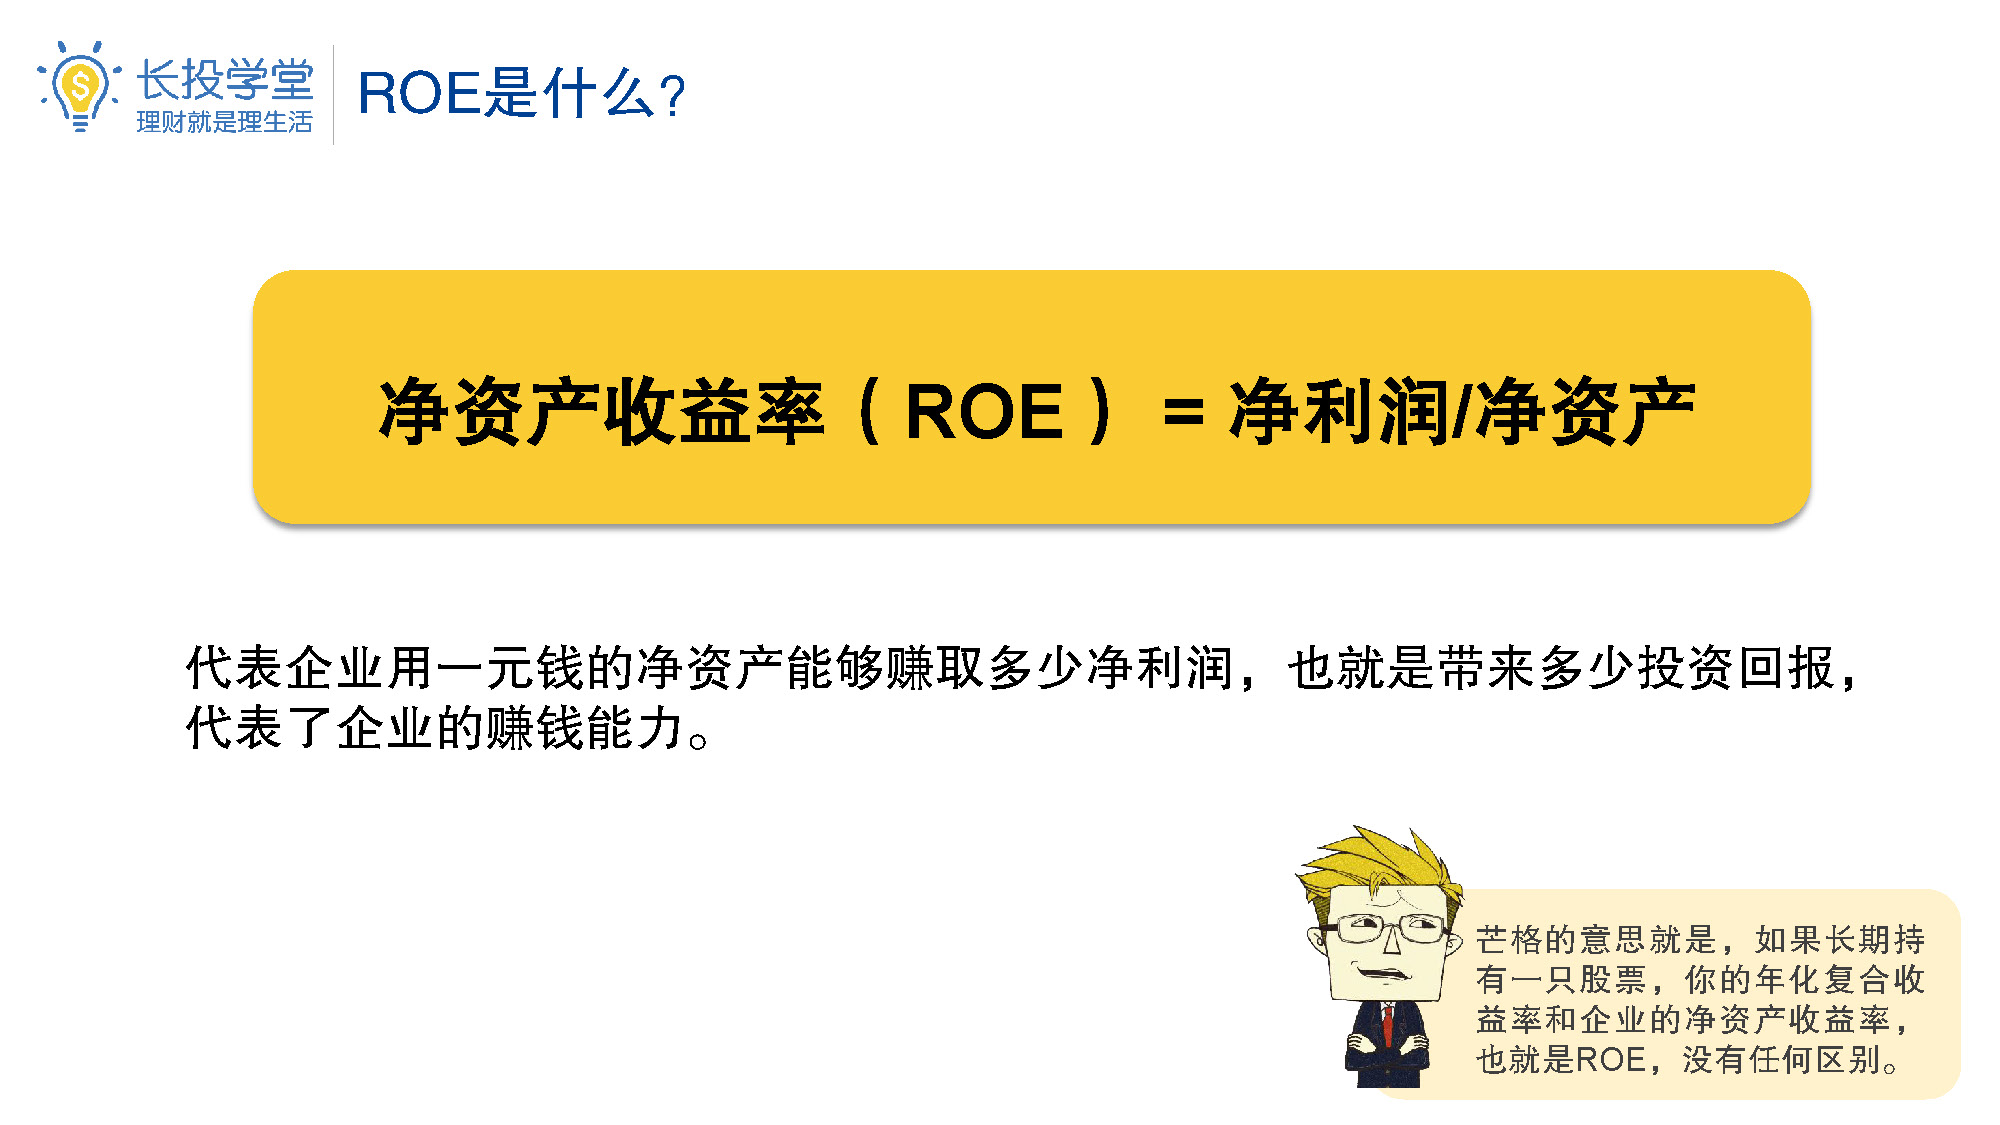 长投学堂
理财就是理生活
ROE是什么?
净资产收益率（ROE） = 净利润/净资产
代表企业用一元钱的净资产能够赚取多少净利润，也就是带来多少投资回报，
代表了企业的赚钱能力。
芒格的意思就是，如果长期持
有一只股票，你的年化复合收
益率和企业的净资产收益率，
也就是ROE，没有任何区别。